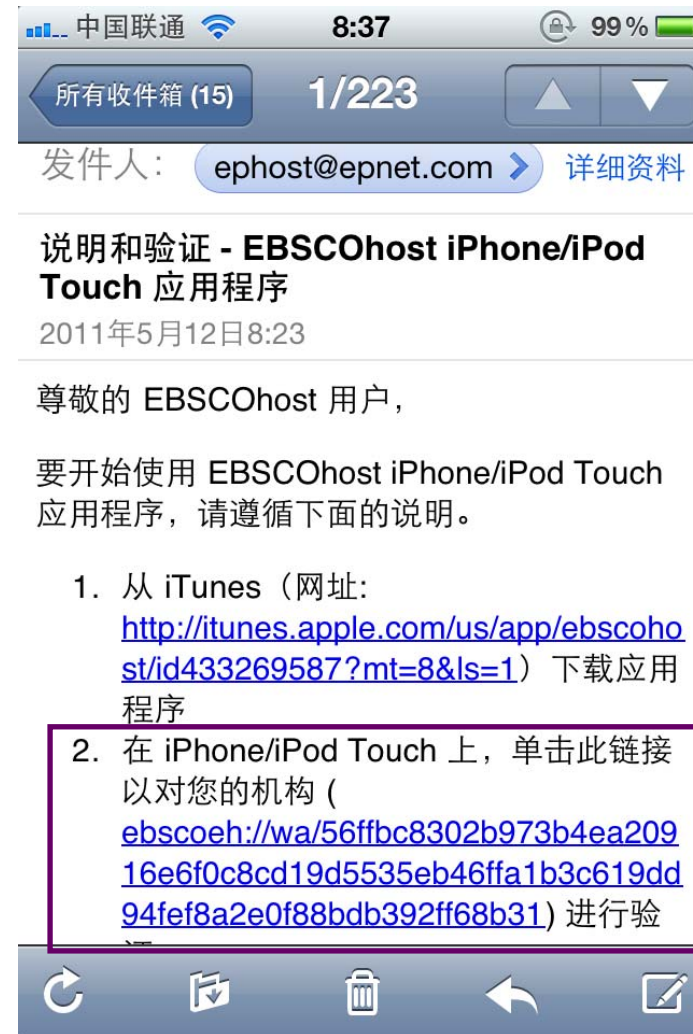 中国联通 8:37 99%
所有收件箱 (15) 1/223
发件人: ephost@epnet.com 详细资料
说明和验证 - EBSCOhost iPhone/iPod
Touch 应用程序
2011年5月12日8:23
尊敬的 EBSCOhost 用户，
要开始使用 EBSCOhost iPhone/iPod Touch
应用程序，请遵循下面的说明。
1. 从 iTunes（网址:
http://itunes.apple.com/us/app/ebscoho
st/id433269587?mt=8&ls=1）下载应用
程序
2. 在 iPhone/iPod Touch 上，单击此链接
以对您的机构 (
ebscoeh://wa/56ffbc8302b973b4ea209
16e6f0c8cd19d5535eb46ffa1b3c619dd
94fef8a2e0f88bdb392ff68b31) 进行验